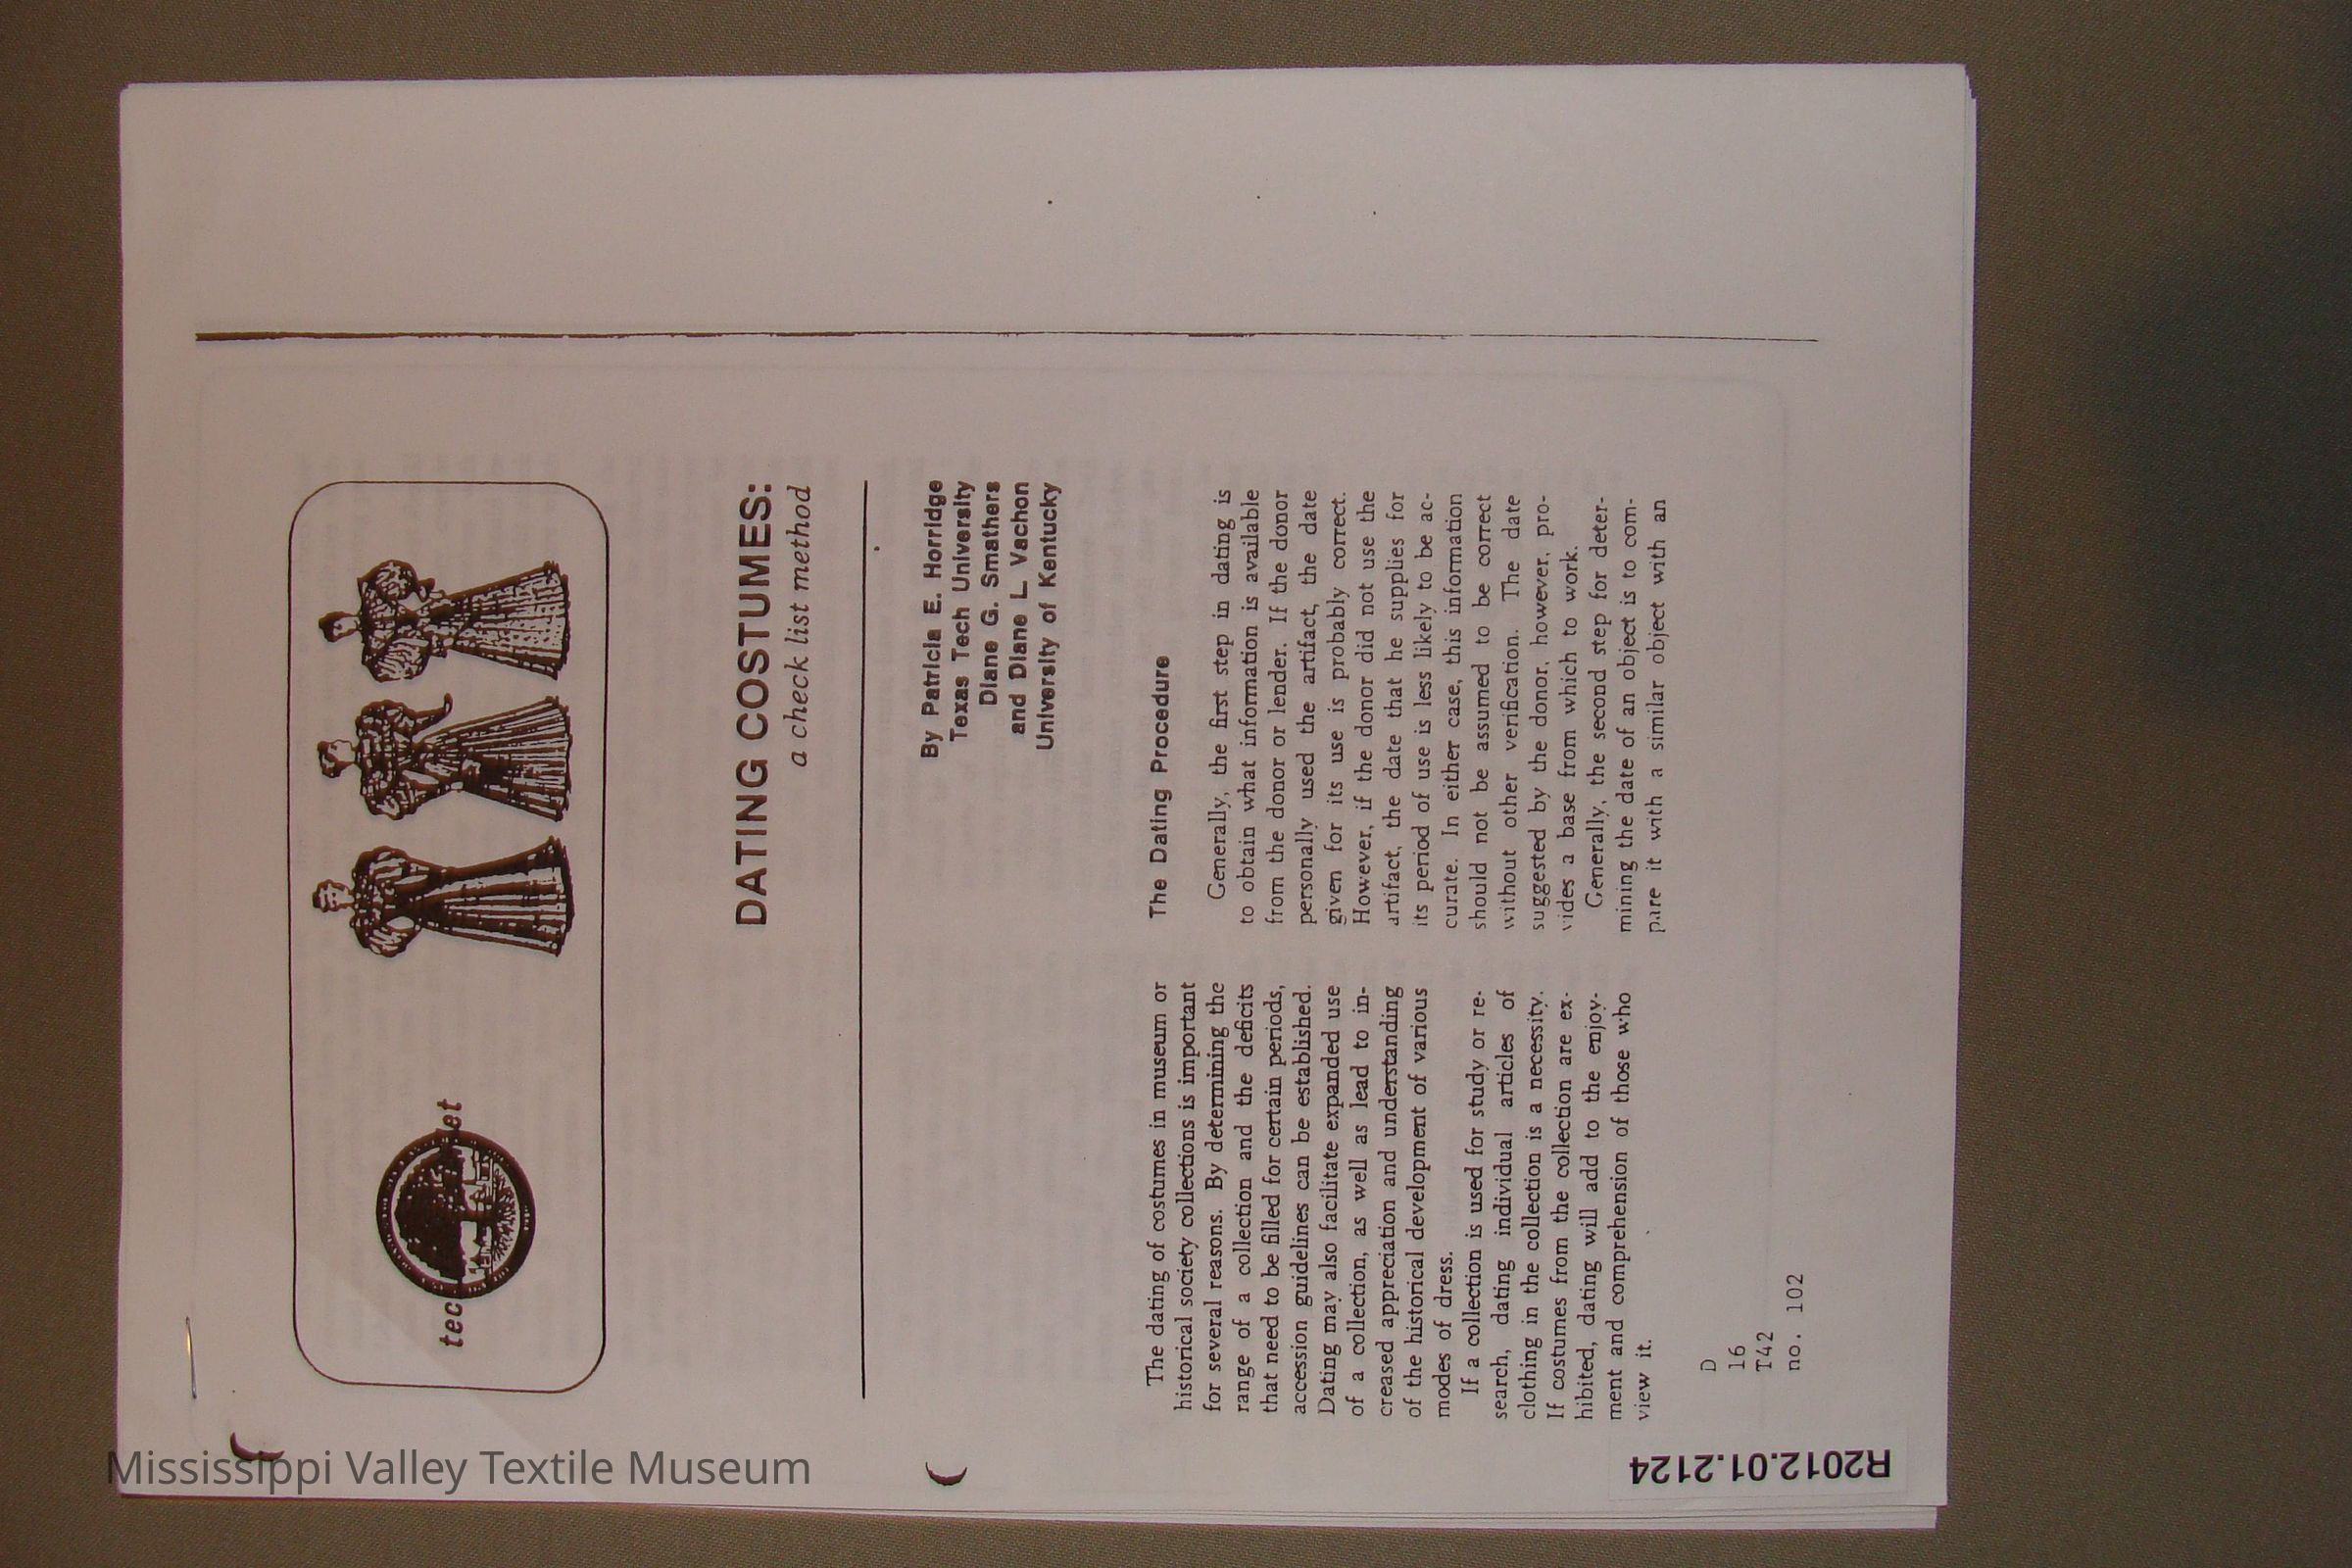 tec
et
DATING COSTUMES:
a check list method
By Patricia E. Horridge
Texas Tech University
Diane G. Smathers
and Diane L. Vachon
University of Kentucky
The dating of costumes in museum or
historical society collections is important
for several reasons. By determining the
range of a collection and the deficits
that need to be filled for certain periods,
accession guidelines can be established.
Dating may also facilitate expanded use
of a collection, as well as lead to in-
creased appreciation and understanding
of the historical development of various
modes of dress.
If a collection is used for study or re-
search, dating individual articles of
clothing in the collection is a necessity.
If costumes from the collection are ex-
hibited, dating will add to the enjoy-
ment and comprehension of those who
view it.
The Dating Procedure
Generally, the first step in dating is
to obtain what information is available
from the donor or lender. If the donor
personally used the artifact, the date
given for its use is probably correct.
However, if the donor did not use the
artifact, the date that he supplies for
its period of use is less likely to be ac-
curate. In either case, this information
should not be assumed to be correct
without other verification. The date
suggested by the donor, however, pro-
vides a base from which to work.
Generally, the second step for deter-
mining the date of an object is to com-
pare it with a similar object with an
D
16
T42
no. 102
R2012.01.2124
Mississippi Valley Textile Museum